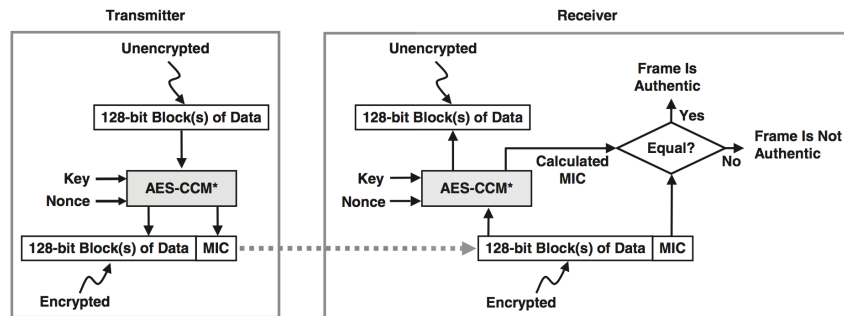 Transmitter
Unencrypted
128-bit Block(s) of Data
Key
Nonce
AES-CCM*
128-bit Block(s) of Data
MIC
Encrypted
Receiver
Unencrypted
128-bit Block(s) of Data
Key
Nonce
AES-CCM*
Calculated
MIC
128-bit Block(s) of Data
MIC
Encrypted
Equal?
Yes
Frame Is
Authentic
No
Frame Is Not
Authentic